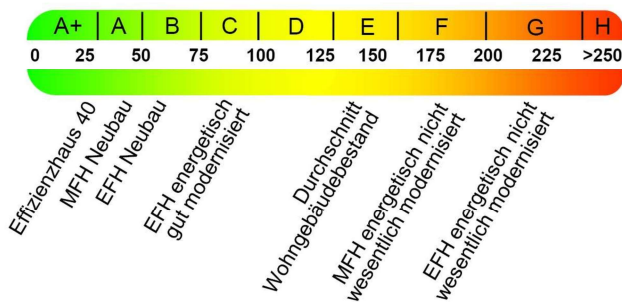 A+ A B C D E F G H
0 25 50 75 100 125 150 175 200 225 >250
Effizienzhaus 40
MFH Neubau
EFH Neubau
EFH energetisch
gut modernisiert
Durchschnitt
Wohngebäudebestand
MFH energetisch nicht
wesentlich modernisiert
EFH energetisch nicht
wesentlich modernisiert